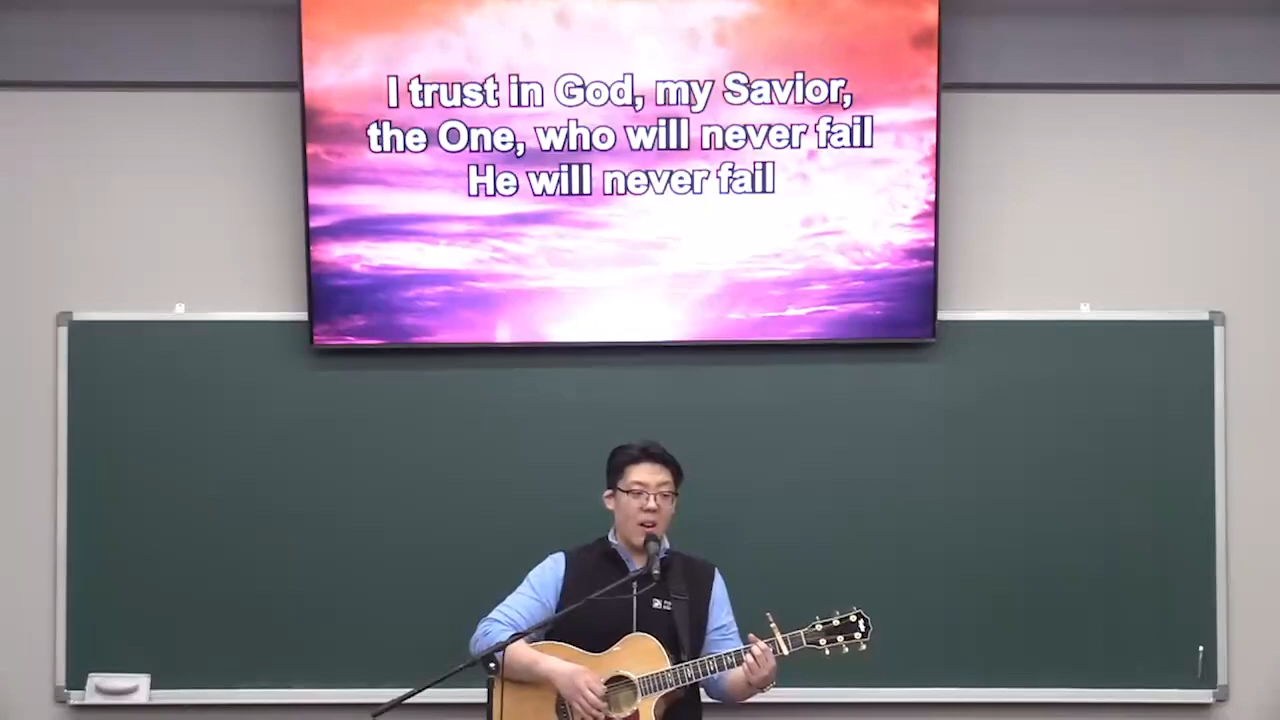 I trust in God, my Savior,
the One, who will never fail
He will never fail